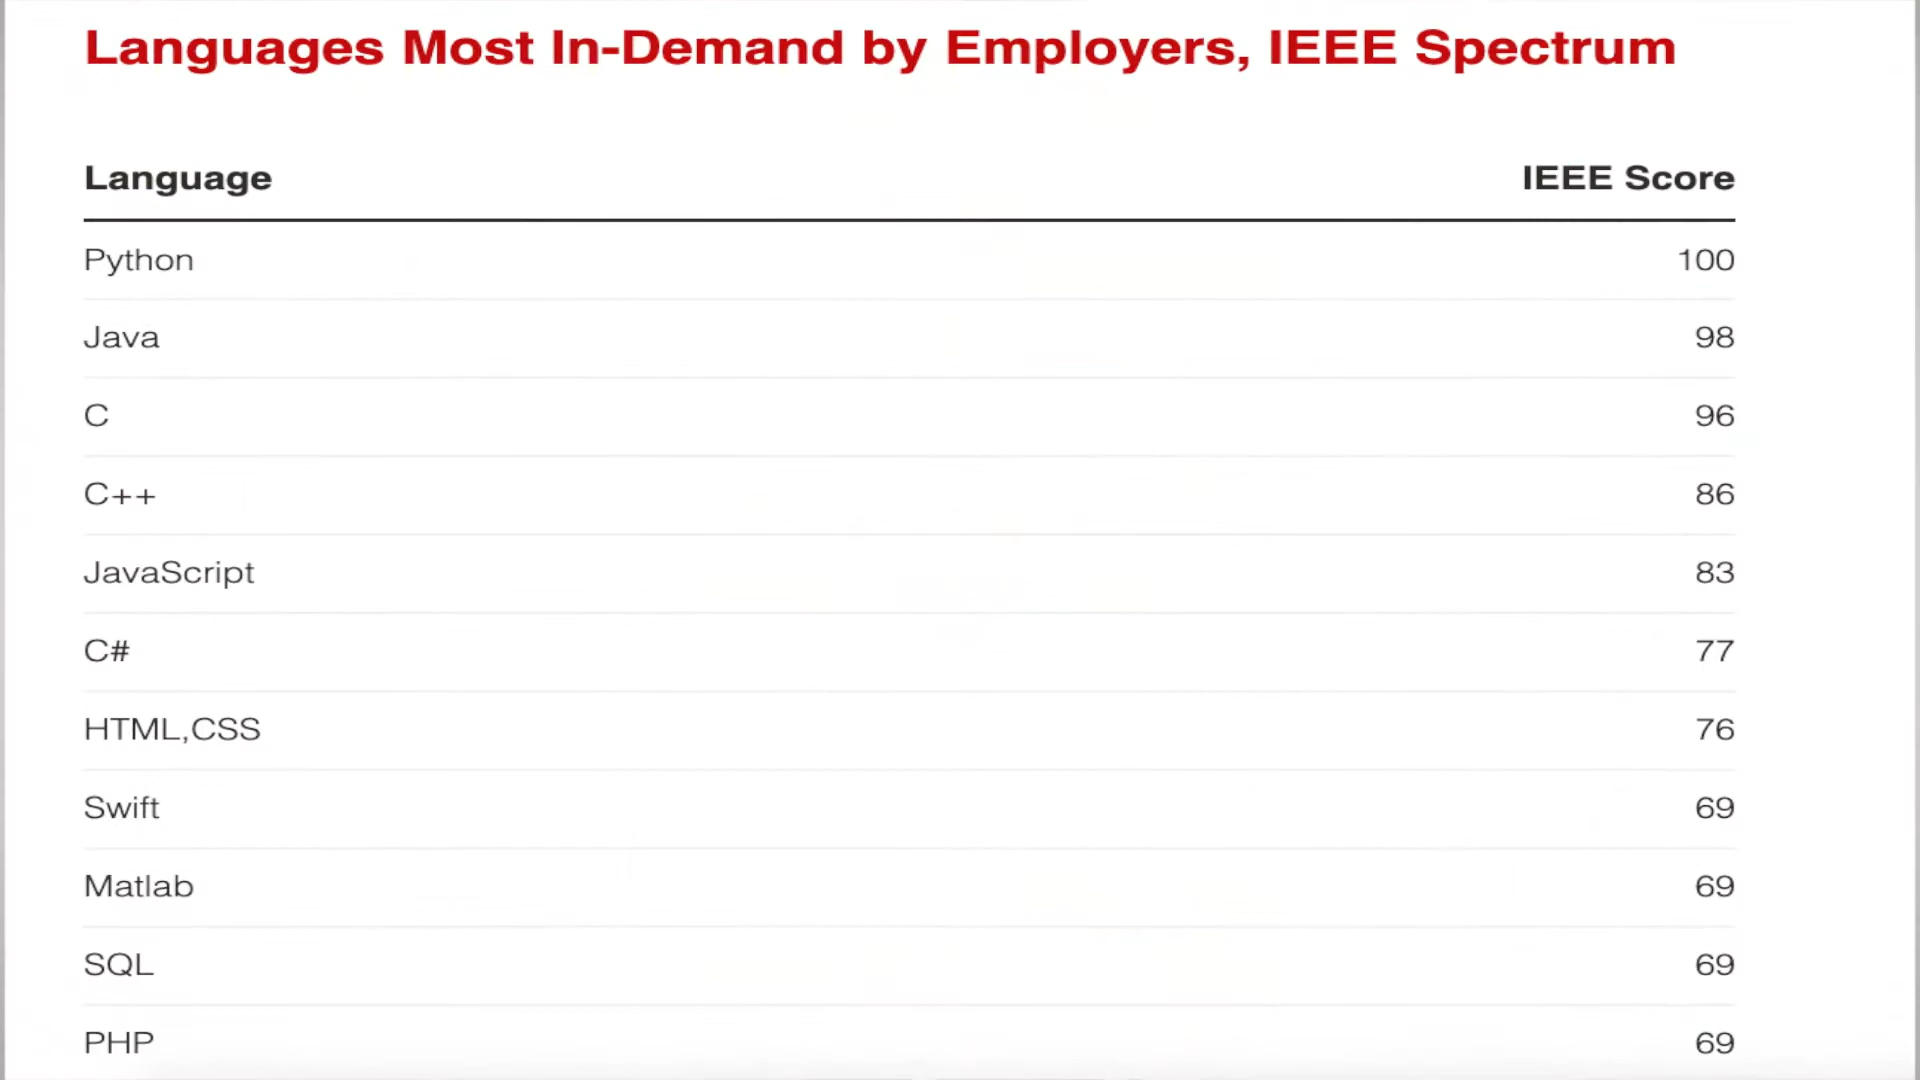 Languages Most In-Demand by Employers, IEEE Spectrum
Language IEEE Score
Python 100
Java 98
C 96
C++ 86
JavaScript 83
C# 77
HTML,CSS 76
Swift 69
Matlab 69
SQL 69
PHP 69